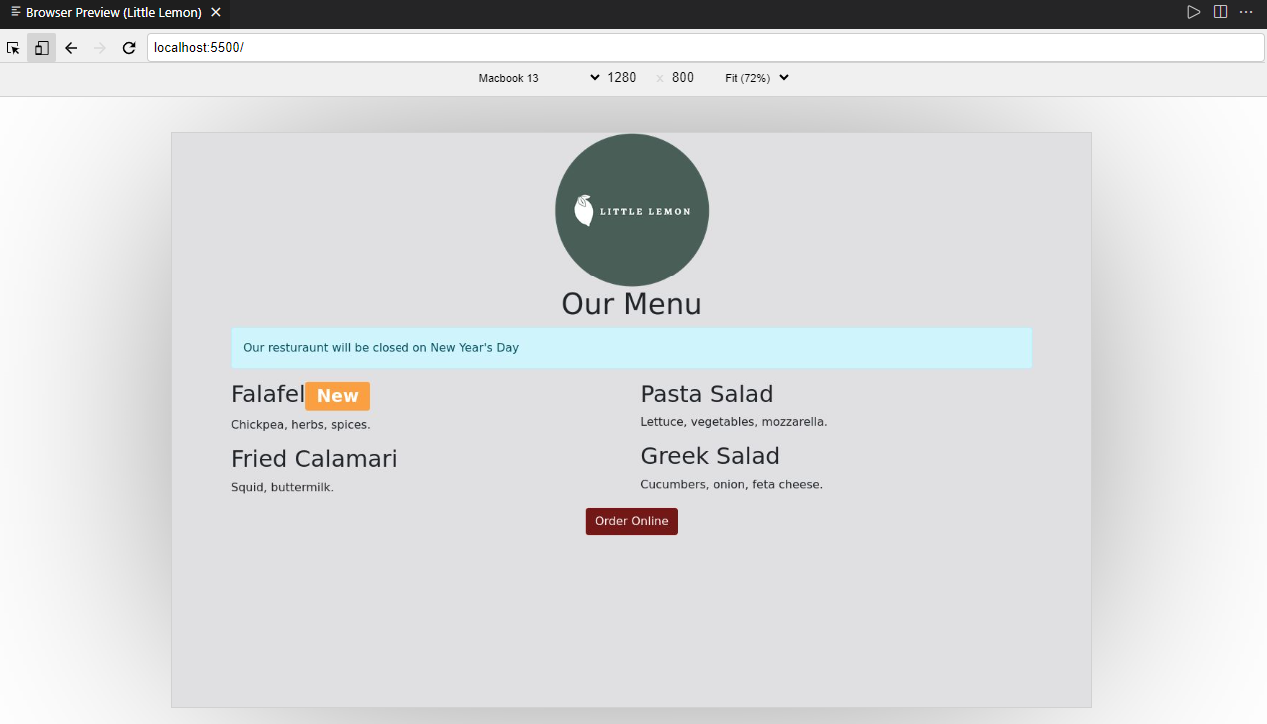 Browser Preview (Little Lemon)
localhost:5500/
Macbook 13 1280 x 800 Fit (72%)
LITTLE LEMON
Our Menu
Our resturaunt will be closed on New Year's Day
Falafel New
Chickpea, herbs, spices.
Fried Calamari
Squid, buttermilk.
Pasta Salad
Lettuce, vegetables, mozzarella.
Greek Salad
Cucumbers, onion, feta cheese.
Order Online